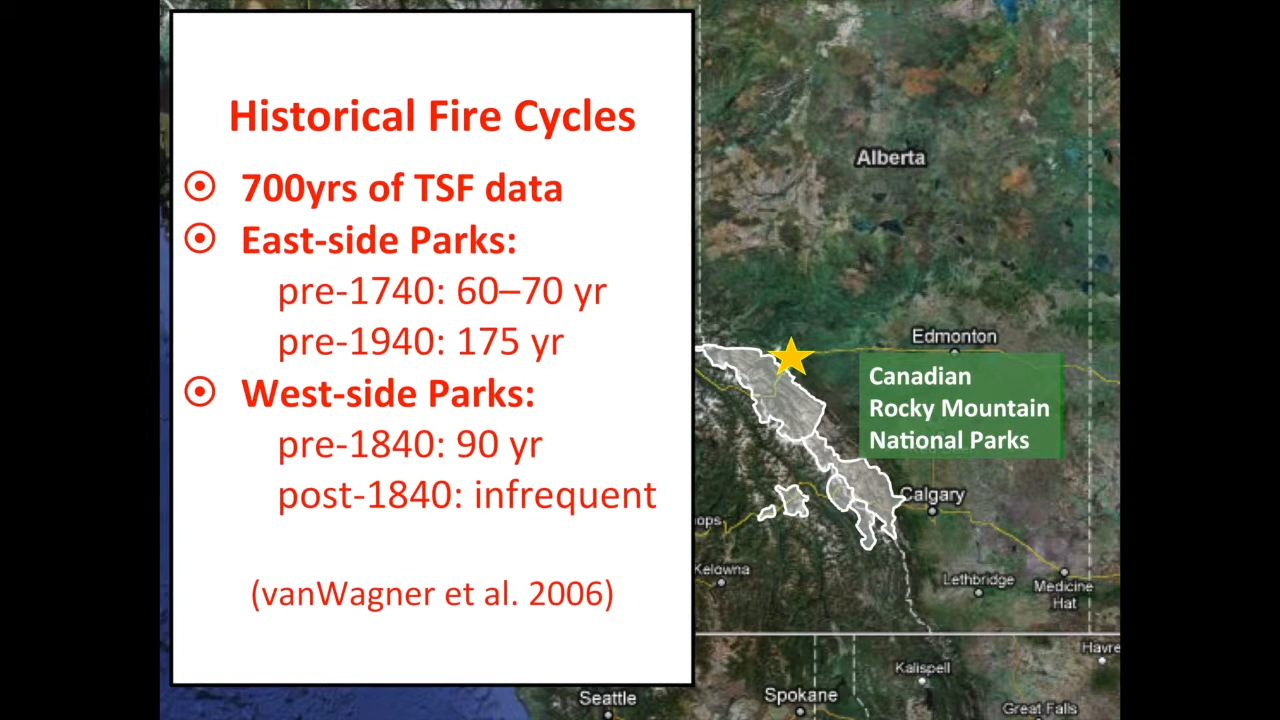 Historical Fire Cycles
700yrs of TSF data
East-side Parks:
pre-1740: 60–70 yr
pre-1940: 175 yr
West-side Parks:
pre-1840: 90 yr
post-1840: infrequent
(vanWagner et al. 2006)
Alberta
Edmonton
Canadian
Rocky Mountain
National Parks
Calgary
oops
Kelowna
Lethbridge
Medicine
Hat
Havre
Kalispell
Seattle
Spokane
Great Falls